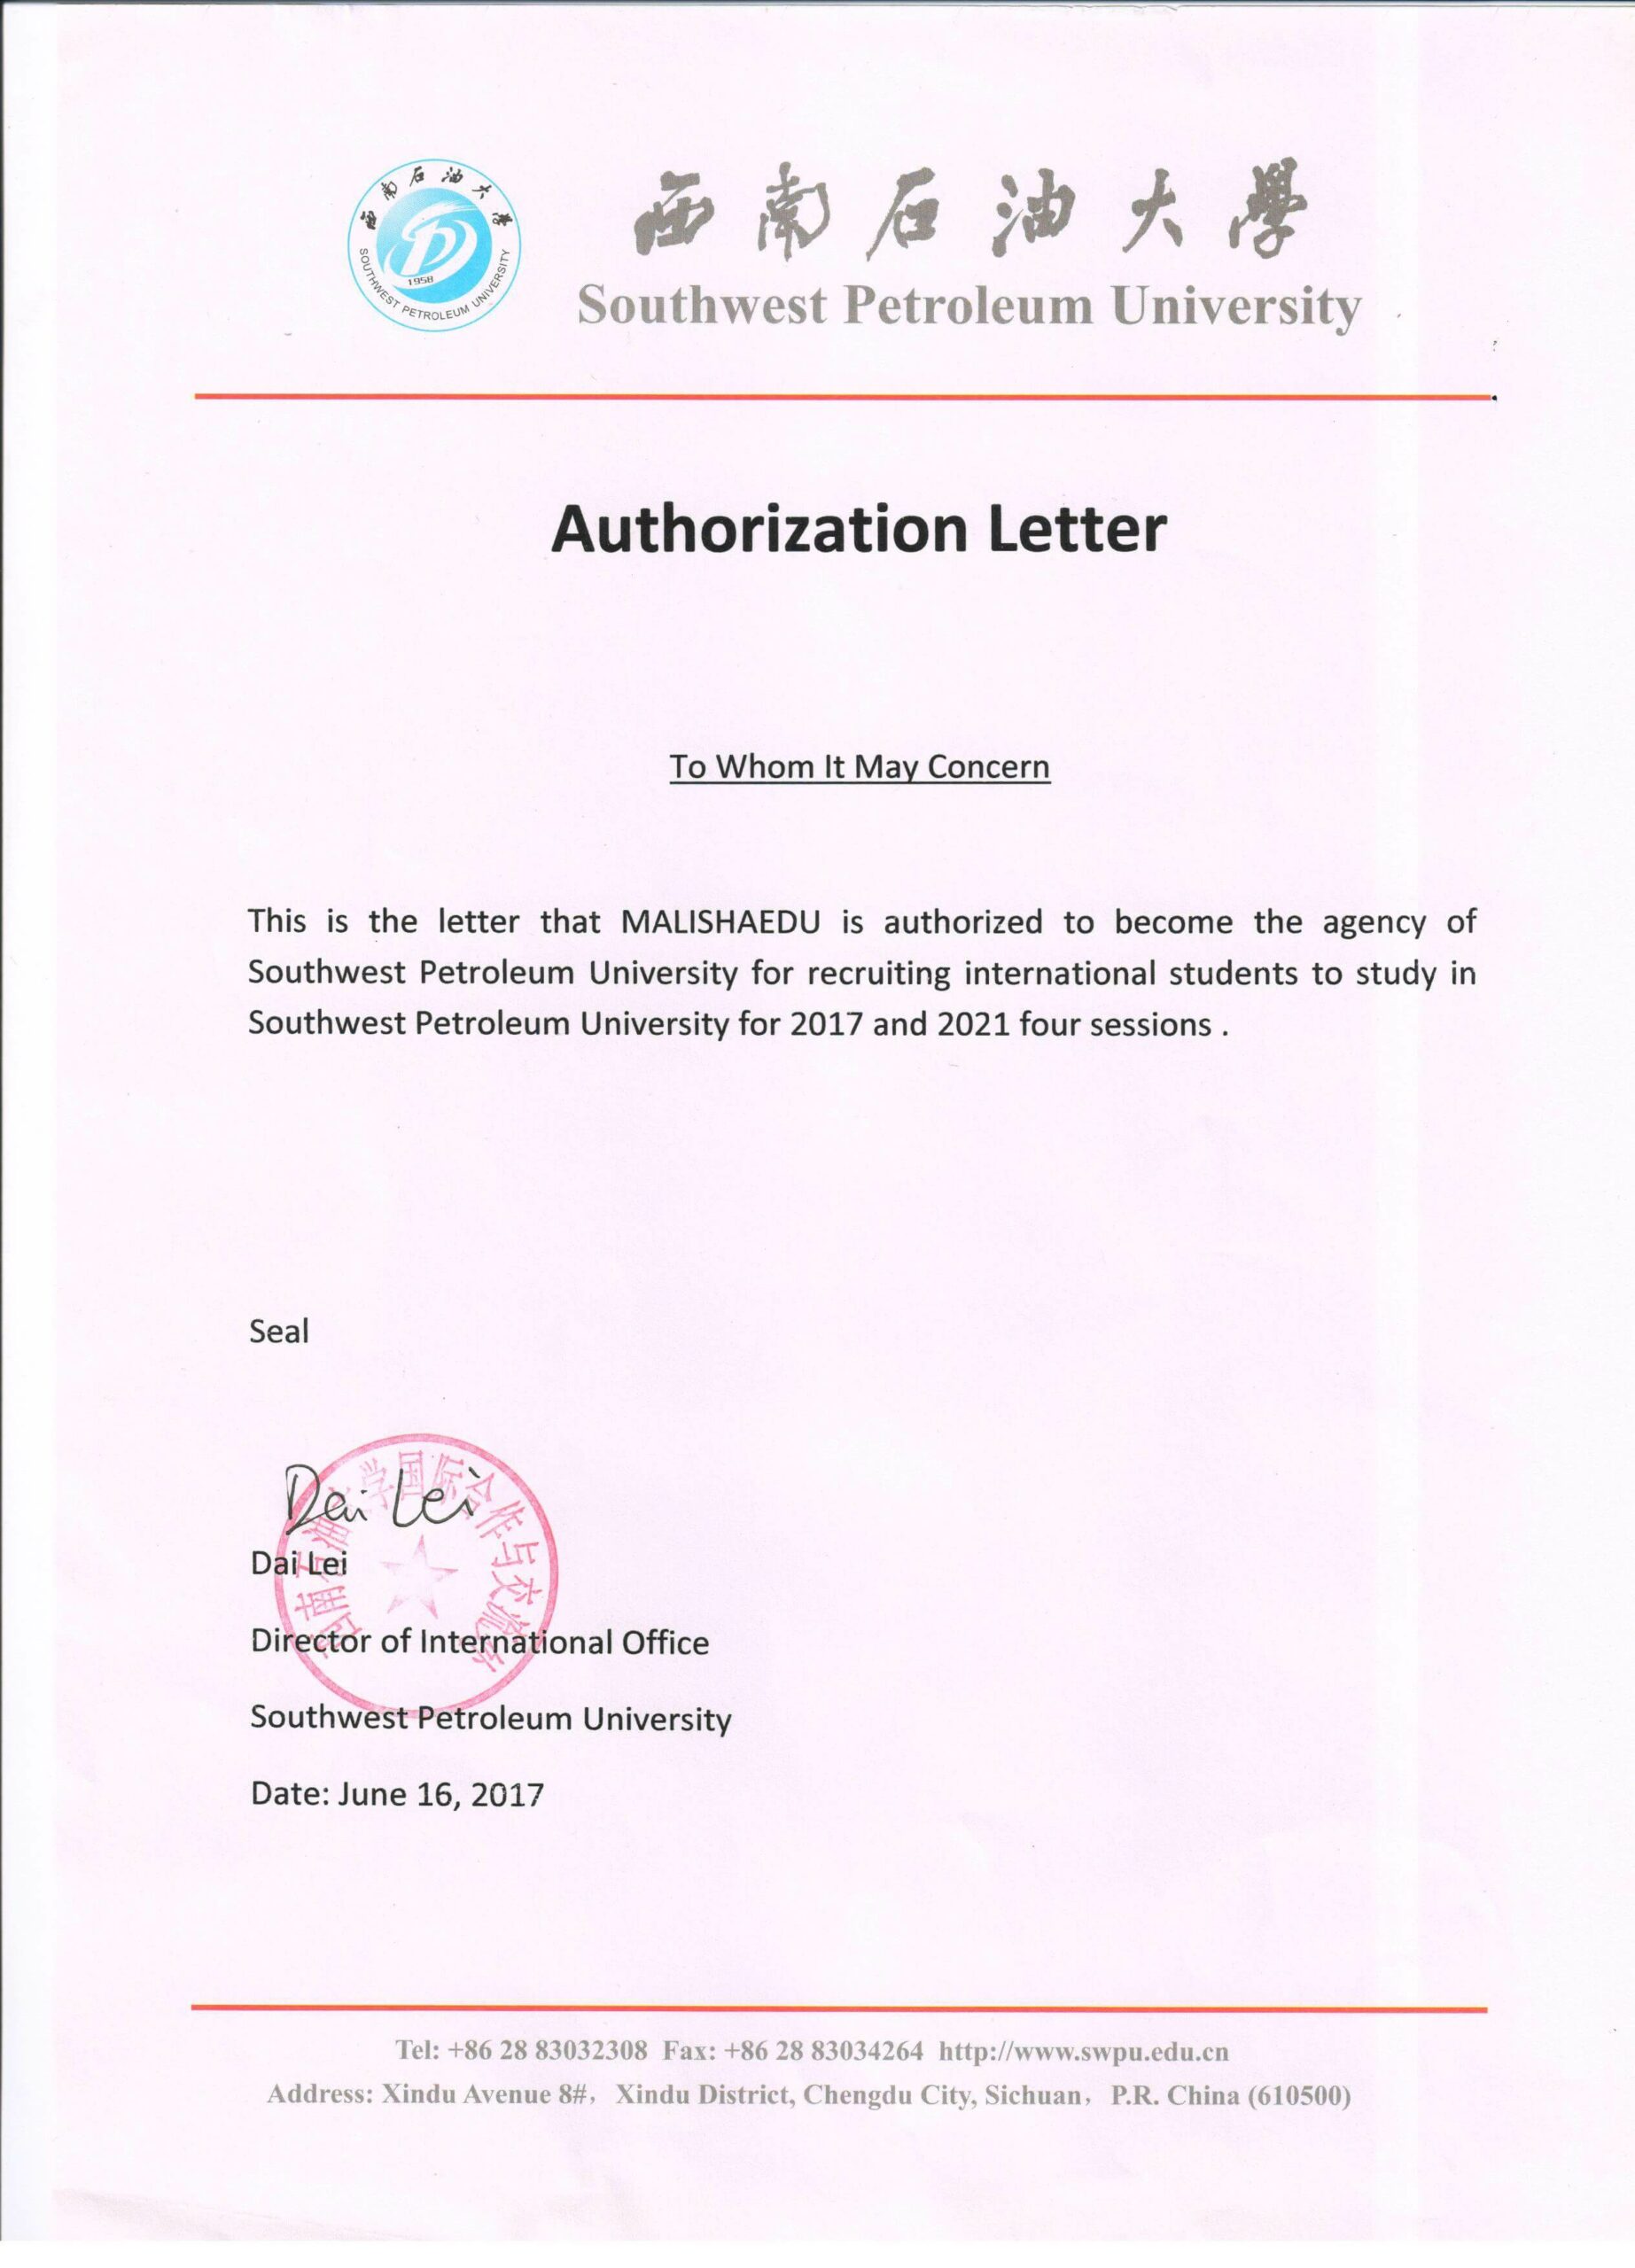 西南石油大學
SOUTHWEST PETROLEUM UNIVERSITY
1958
西南石油大學
Southwest Petroleum University
Authorization Letter
To Whom It May Concern
This is the letter that MALISHAEDU is authorized to become the agency of
Southwest Petroleum University for recruiting international students to study in
Southwest Petroleum University for 2017 and 2021 four sessions .
Seal
西南石油大学国际合作与交流处
Dai Lei
Dai Lei
Director of International Office
Southwest Petroleum University
Date: June 16, 2017
Tel: +86 28 83032308 Fax: +86 28 83034264 http://www.swpu.edu.cn
Address: Xindu Avenue 8#，Xindu District, Chengdu City, Sichuan，P.R. China (610500)